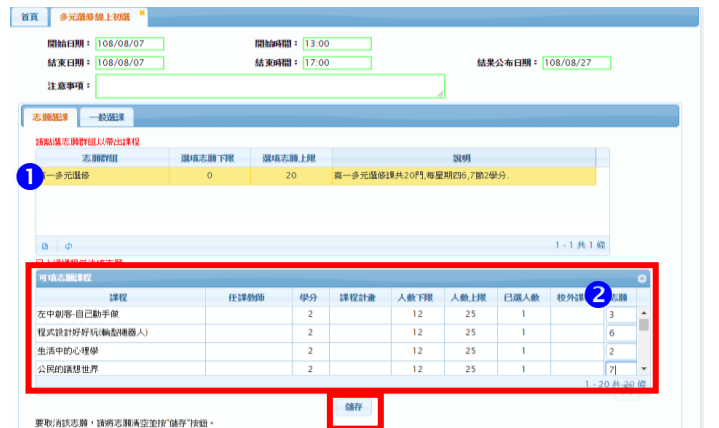 首頁 多元選修線上初選
開始日期： 108/08/07 開始時間： 13:00
結束日期： 108/08/07 結束時間： 17:00 結果公布日期： 108/08/27
注意事項：
志願選課 一般選課
請點選志願群組以帶出課程
志願群組 選填志願下限 選填志願上限 說明
1 高一多元選修 0 20 高一多元選修課共20門,每星期四6,7節2學分.
1 - 1 共 1 條
可填志願課程
課程 任課教師 學分 課程計畫 人數下限 人數上限 已選人數 校外課 2 志願
左中創客-自己動手做 2 12 25 1 3
程式設計好好玩(輪型機器人) 2 12 25 1 6
生活中的心理學 2 12 25 1 2
公民的議想世界 2 12 25 1 7
1 - 20 共 20 條
儲存
要取消該志願，請將志願清空並按"儲存"按鈕。